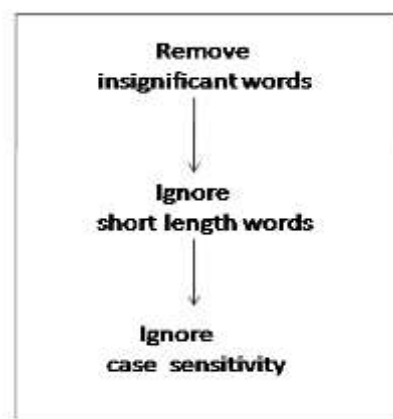 Remove
insignificant words
Ignore
short length words
Ignore
case sensitivity